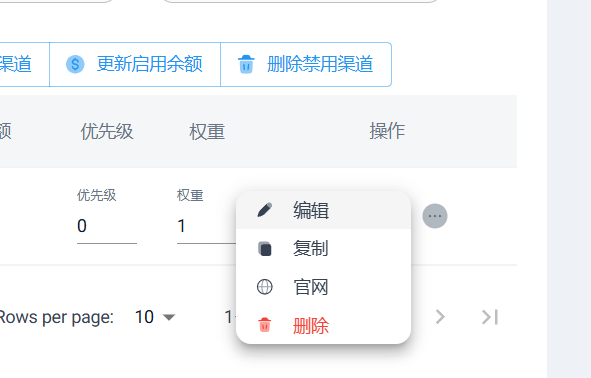 渠道 更新启用余额 删除禁用渠道
额 优先级 权重 操作
优先级 权重
0 1
编辑
复制
官网
Rows per page: 10 1
删除